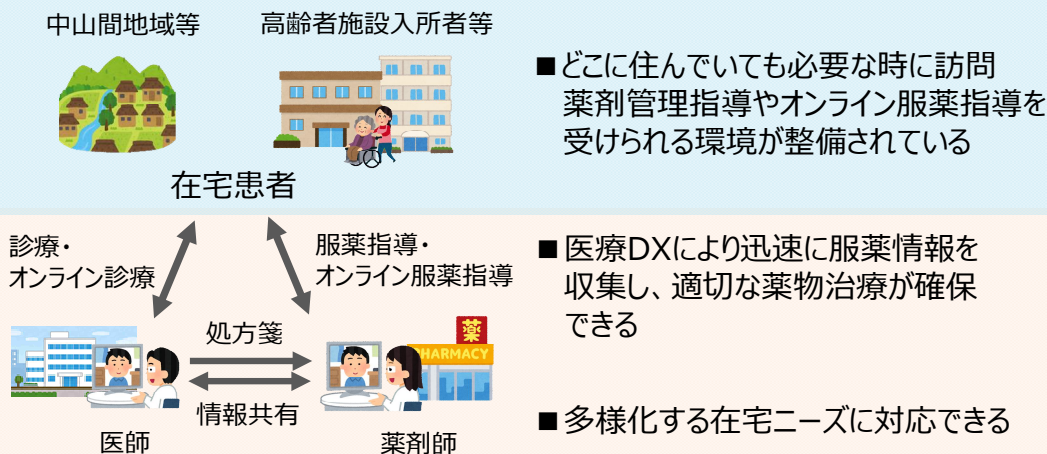 中山間地域等
高齢者施設入所者等
在宅患者
■どこに住んでいても必要な時に訪問
薬剤管理指導やオンライン服薬指導を
受けられる環境が整備されている
診療・
オンライン診療
服薬指導・
オンライン服薬指導
処方箋
情報共有
薬
PHARMACY
医師
薬剤師
■医療DXにより迅速に服薬情報を
収集し、適切な薬物治療が確保
できる
■多様化する在宅ニーズに対応できる